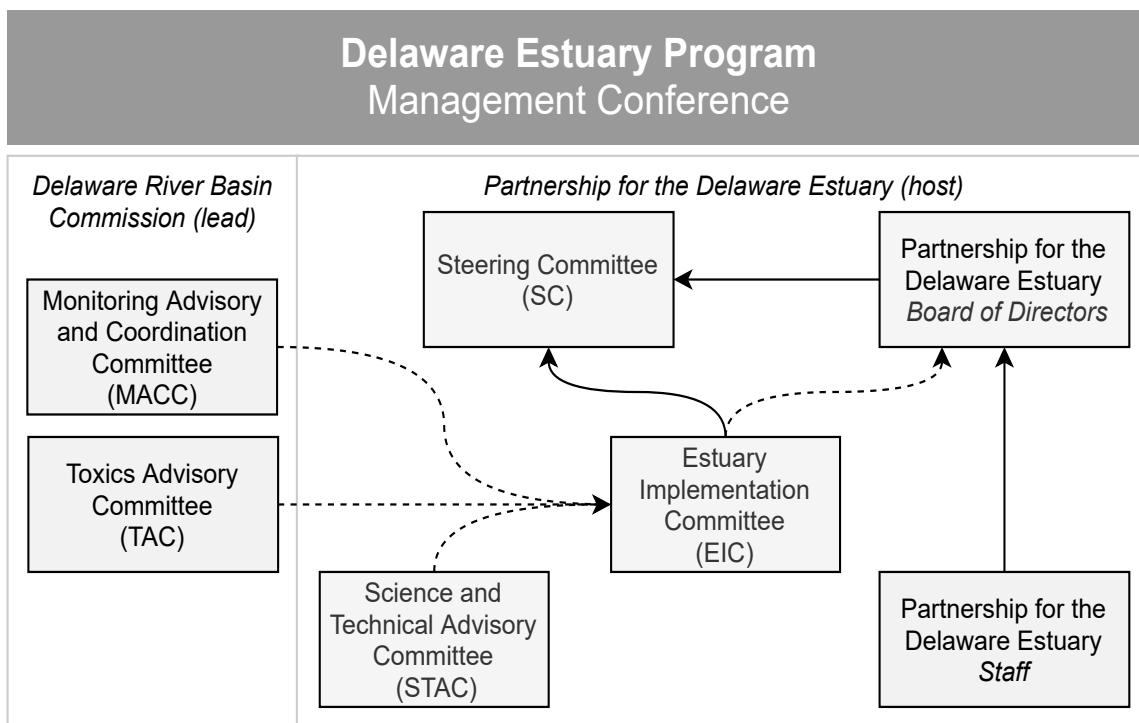 Delaware Estuary Program
Management Conference
Delaware River Basin
Commission (lead)
Monitoring Advisory
and Coordination
Committee
(MACC)
Toxics Advisory
Committee
(TAC)
Partnership for the Delaware Estuary (host)
Steering Committee
(SC)
Partnership for the
Delaware Estuary
Board of Directors
Estuary
Implementation
Committee
(EIC)
Science and
Technical Advisory
Committee
(STAC)
Partnership for the
Delaware Estuary
Staff